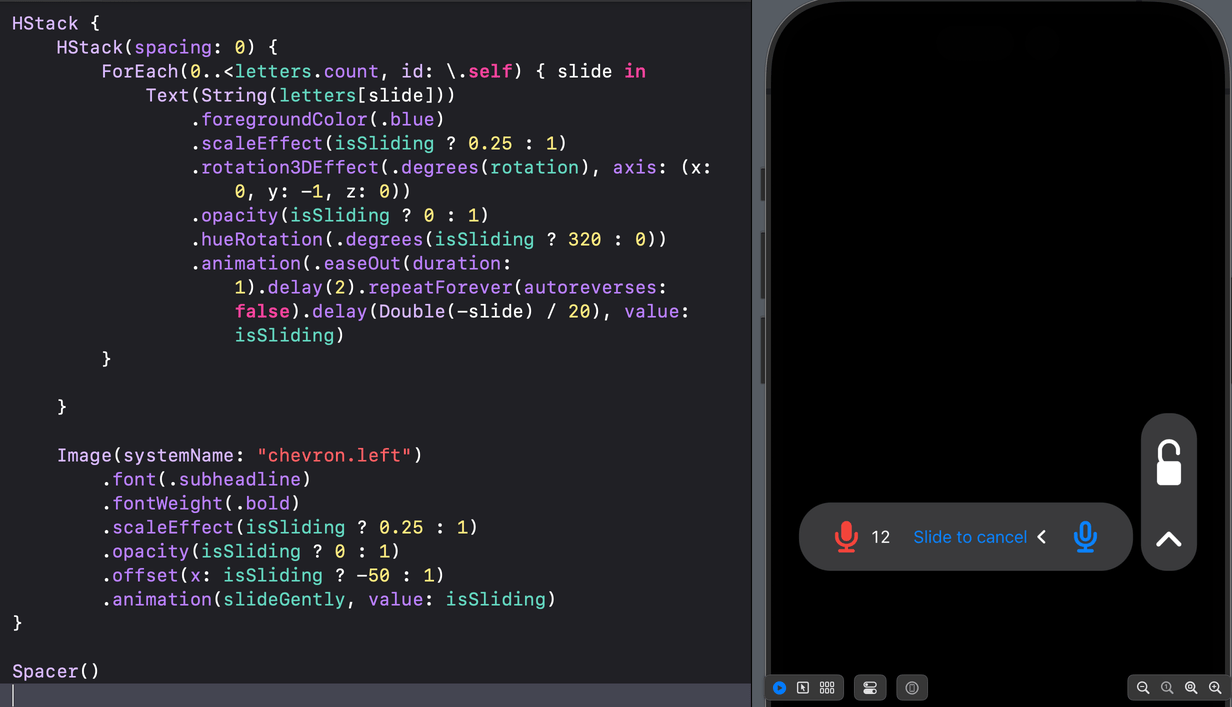 HStack {
HStack(spacing: 0) {
ForEach(0..<letters.count, id: \.self) { slide in
Text(String(letters[slide]))
.foregroundColor(.blue)
.scaleEffect(isSliding ? 0.25 : 1)
.rotation3DEffect(.degrees(rotation), axis: (x:
0, y: -1, z: 0))
.opacity(isSliding ? 0 : 1)
.hueRotation(.degrees(isSliding ? 320 : 0))
.animation(.easeOut(duration:
1).delay(2).repeatForever(autoreverses:
false).delay(Double(-slide) / 20), value:
isSliding)
}
}
Image(systemName: "chevron.left")
.font(.subheadline)
.fontWeight(.bold)
.scaleEffect(isSliding ? 0.25 : 1)
.opacity(isSliding ? 0 : 1)
.offset(x: isSliding ? -50 : 1)
.animation(slideGently, value: isSliding)
}
Spacer()
12 Slide to cancel